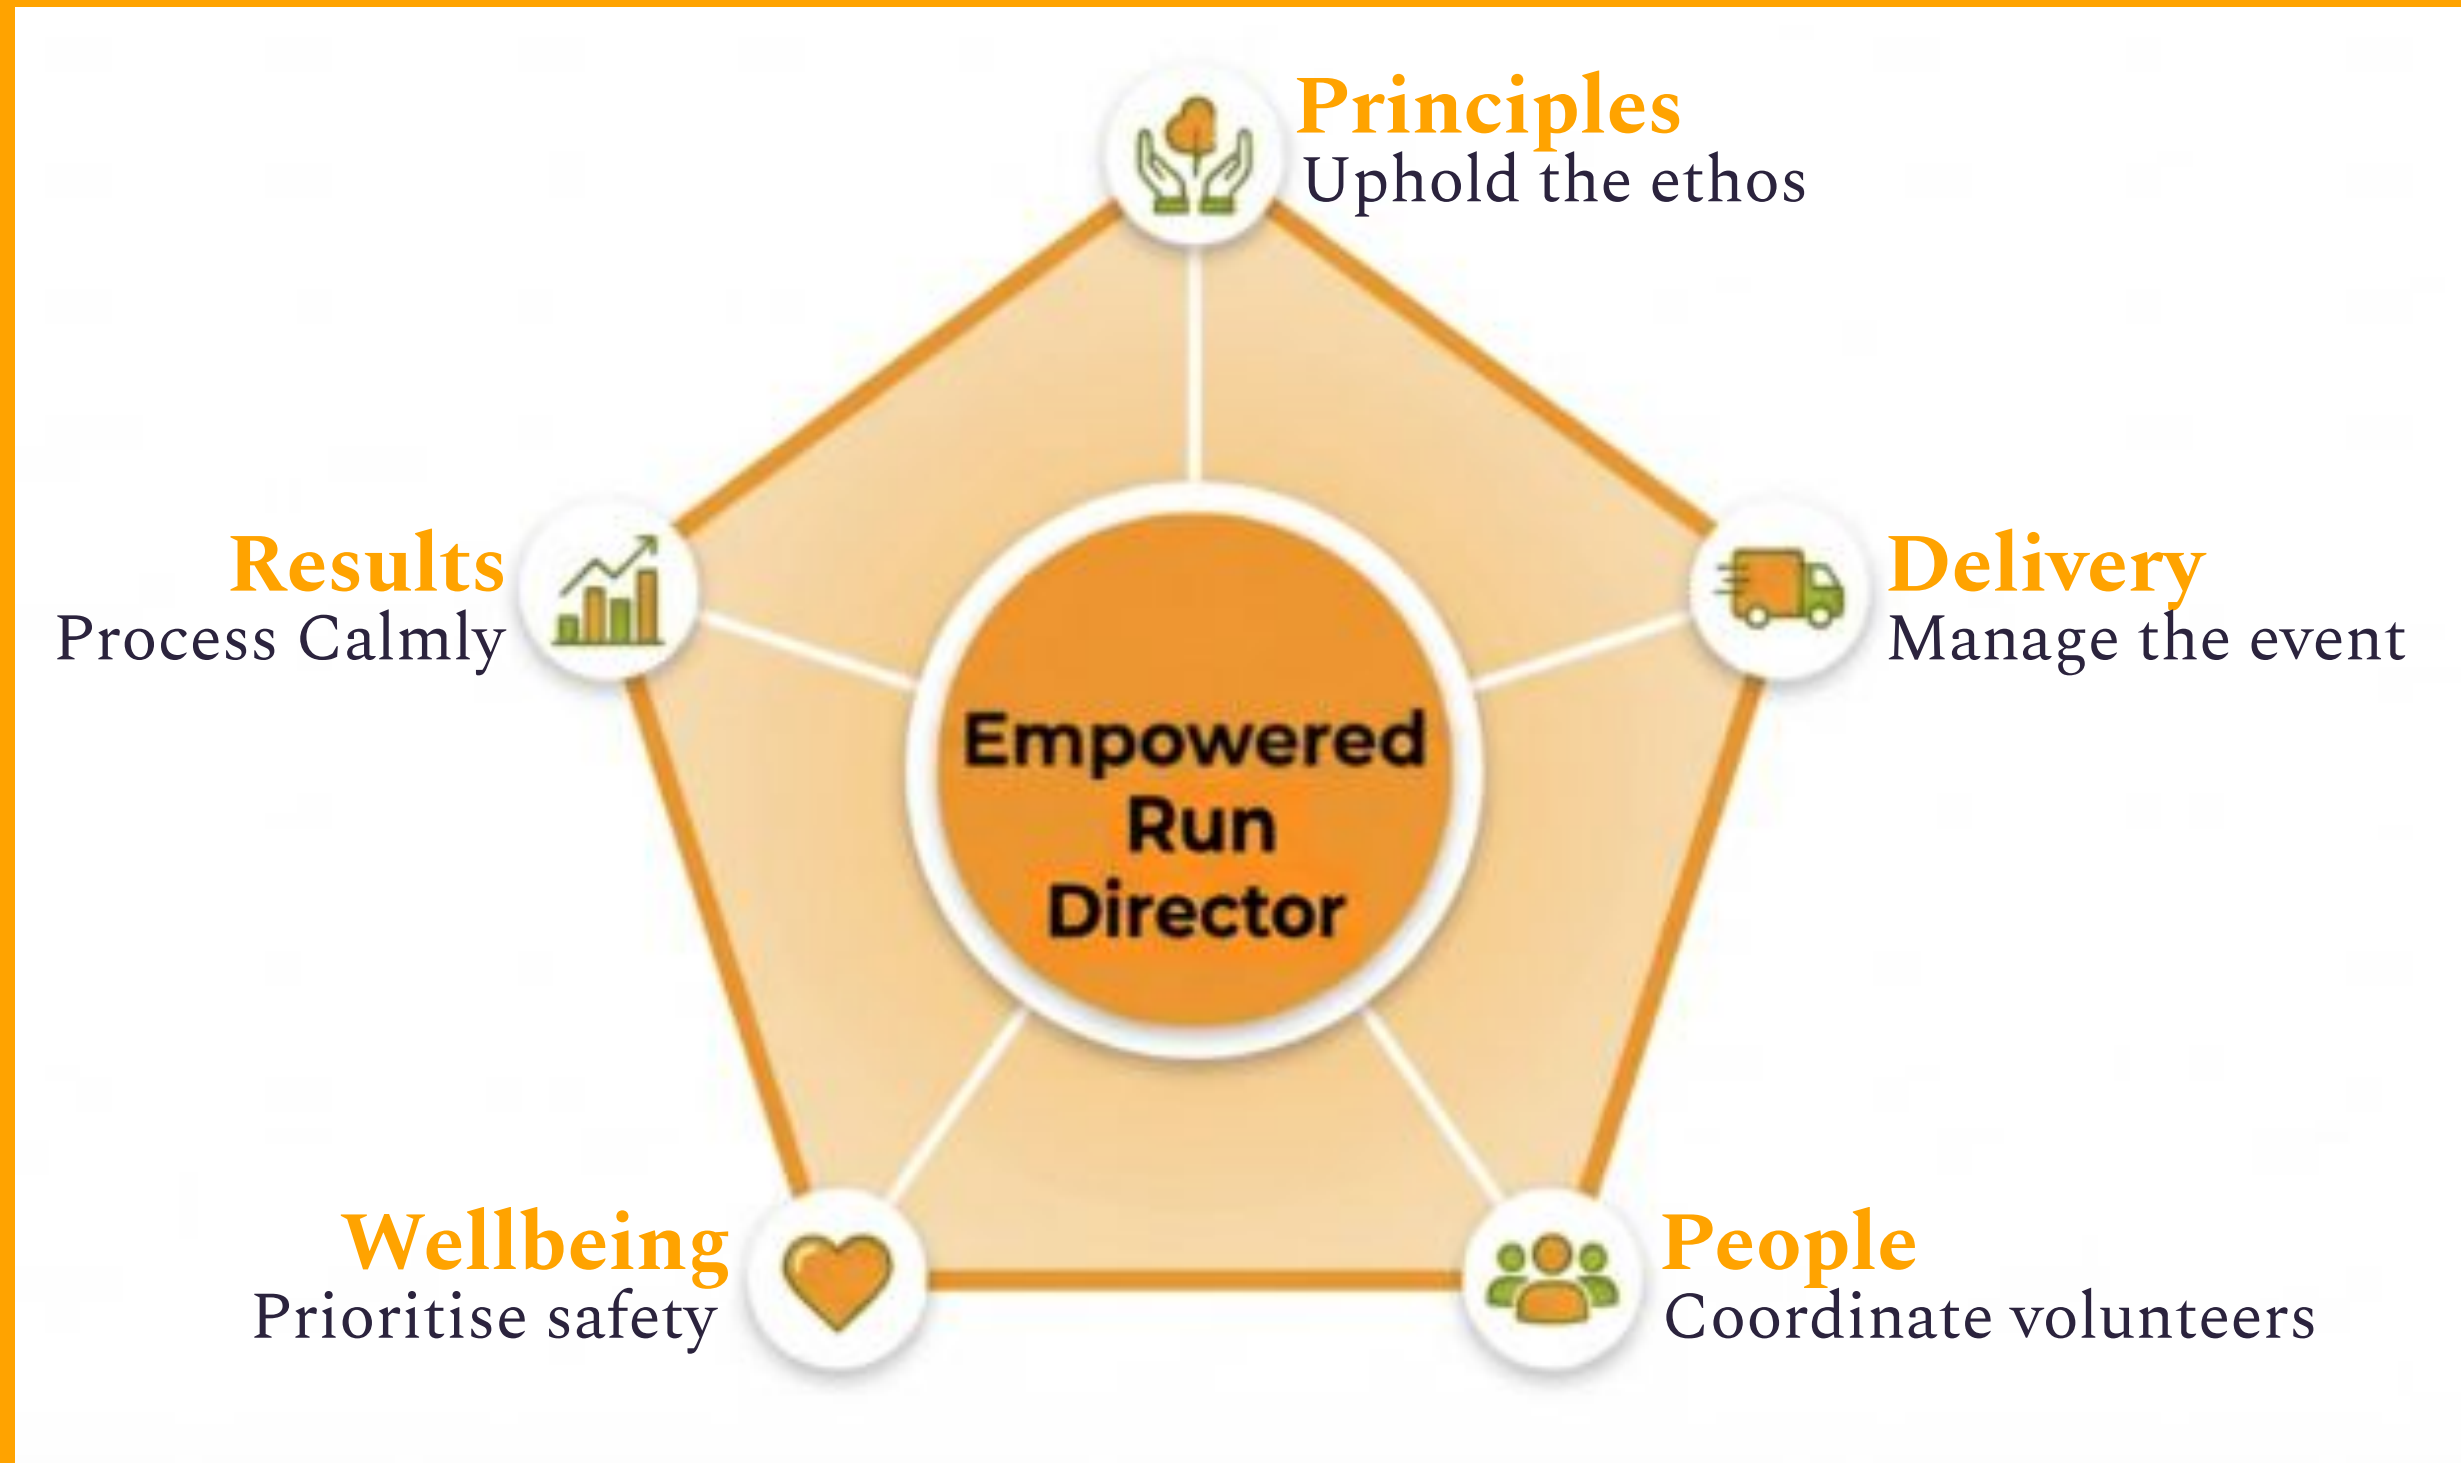 Principles
Uphold the ethos
Results
Process Calmly
Delivery
Manage the event
Empowered
Run
Director
Wellbeing
Prioritise safety
People
Coordinate volunteers